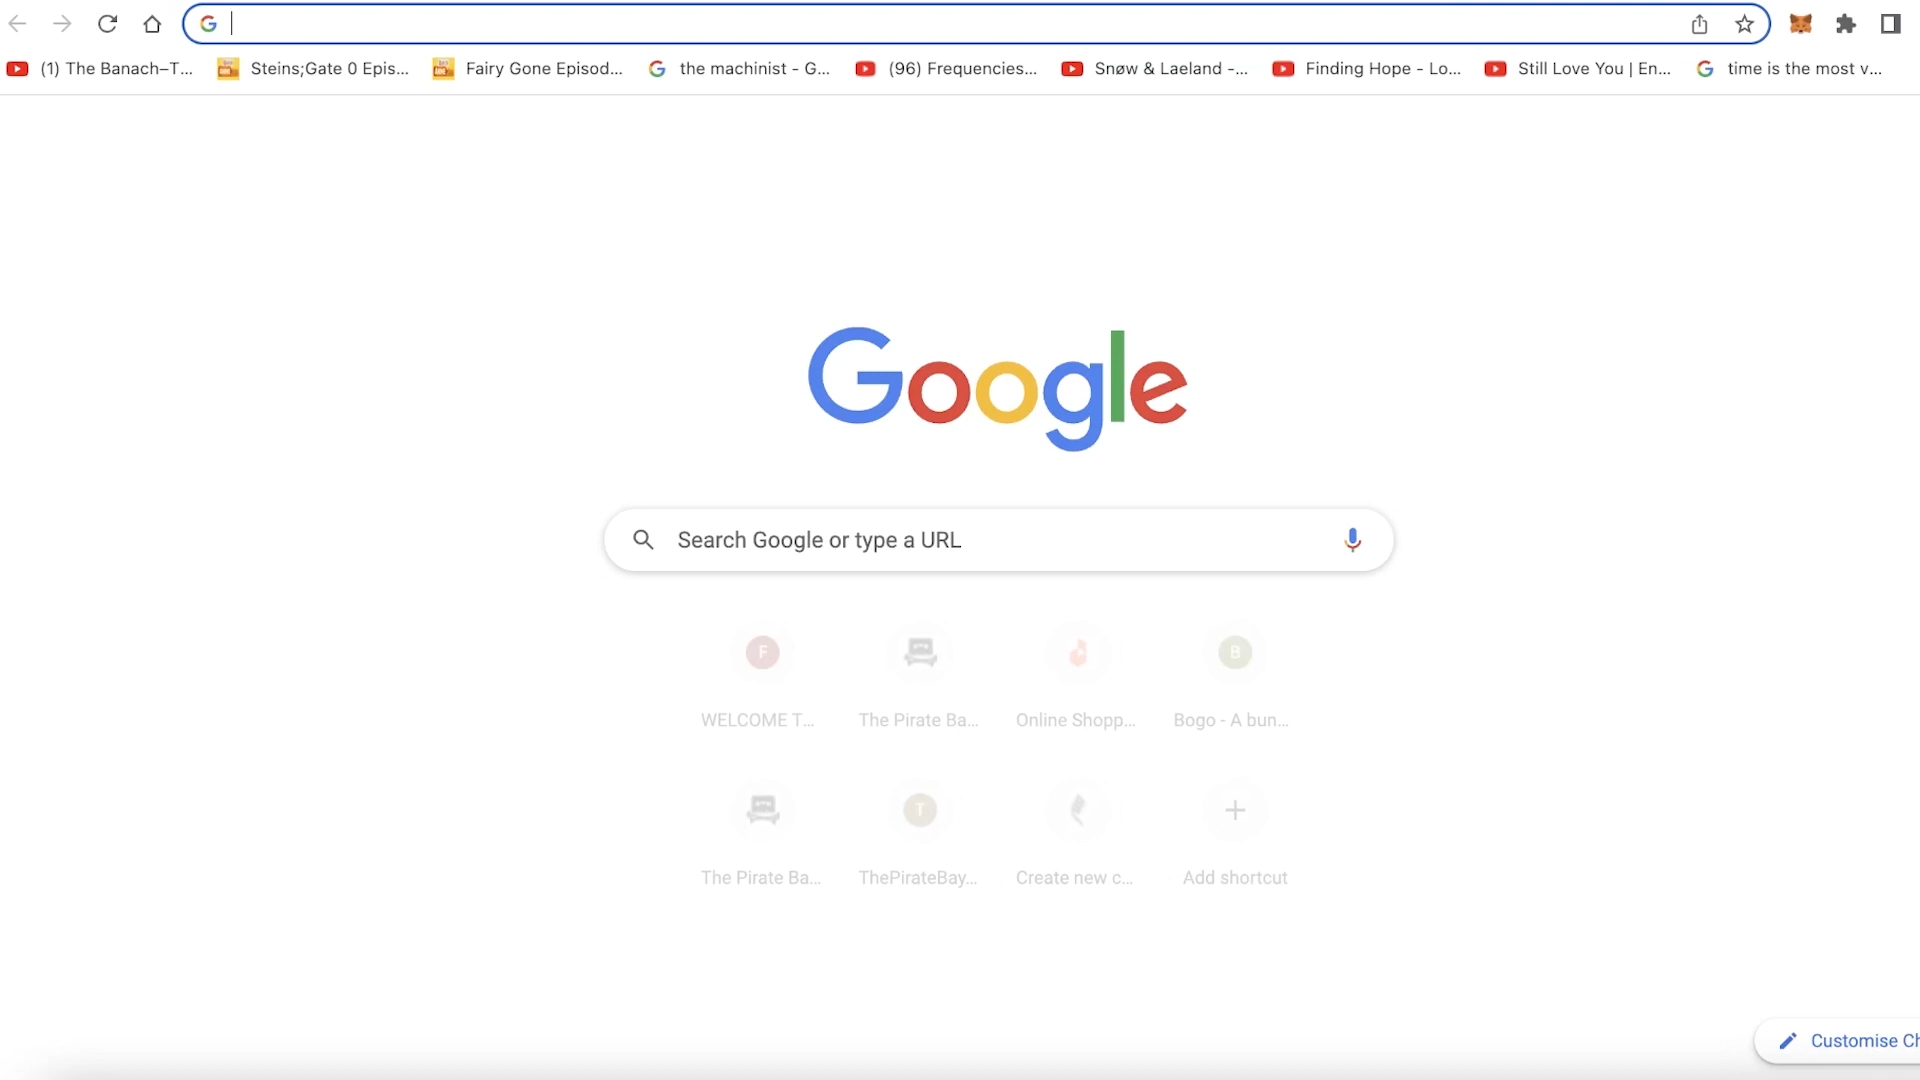 (1) The Banach–T... Steins;Gate 0 Epis... Fairy Gone Episod... the machinist - G... (96) Frequencies... Snøw & Laeland -... Finding Hope - Lo... Still Love You | En... time is the most v...
Google
Search Google or type a URL
F B
WELCOME T... The Pirate Ba... Online Shopp... Bogo - A bun...
T
The Pirate Ba... ThePirateBay... Create new c... Add shortcut
Customise Ch